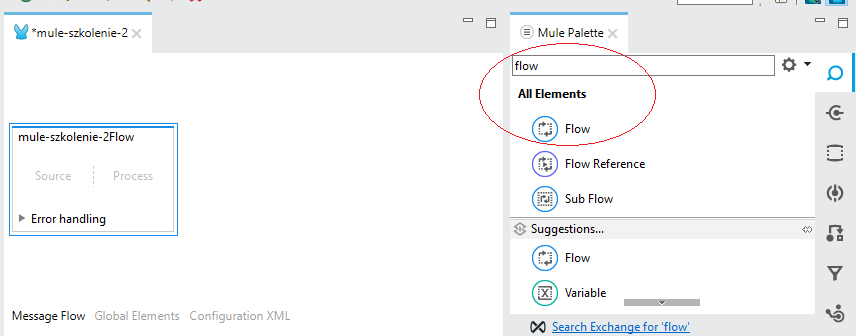 *mule-szkolenie-2
mule-szkolenie-2Flow
Source
Process
Error handling
Message Flow
Global Elements
Configuration XML
Mule Palette
flow
All Elements
Flow
Flow Reference
Sub Flow
Suggestions...
Flow
Variable
Search Exchange for 'flow'